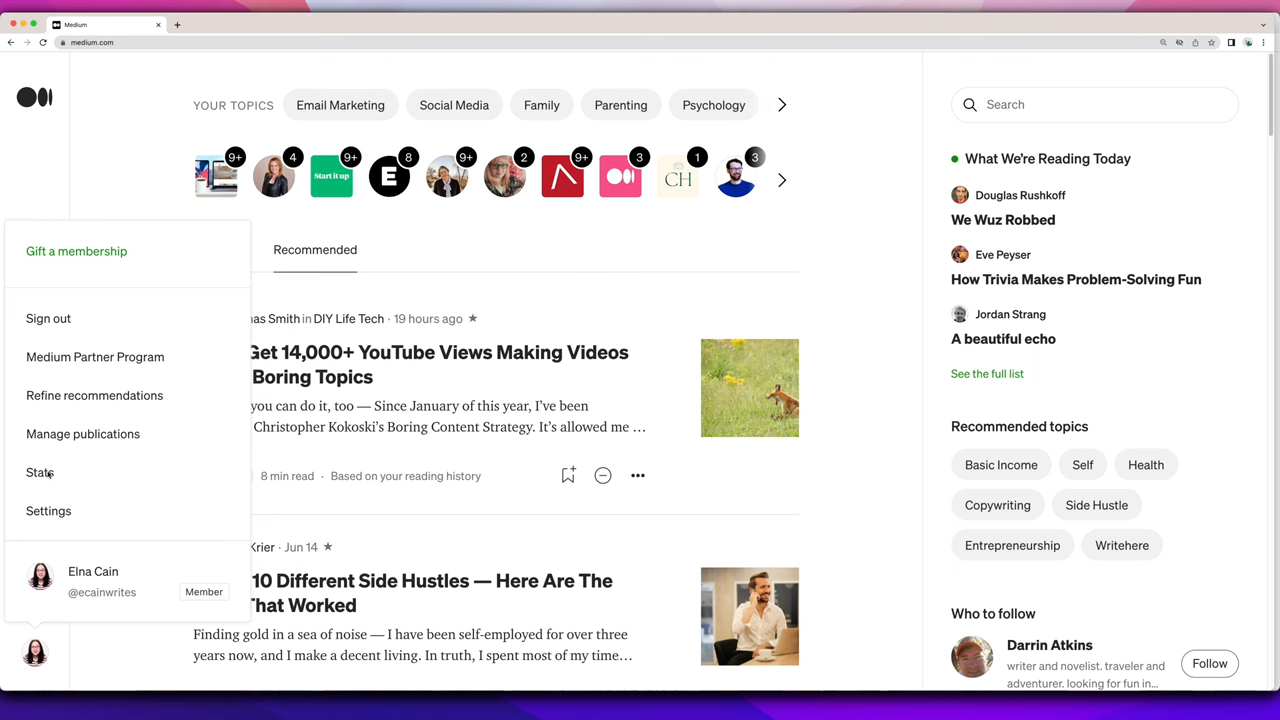 Medium
medium.com
YOUR TOPICS
Email Marketing
Social Media
Family
Parenting
Psychology
9+
4
9+
8
9+
2
9+
3
1
3
Start it up
E
CH
Gift a membership
Sign out
Medium Partner Program
Refine recommendations
Manage publications
Stats
Settings
Elna Cain
@ecainwrites
Member
Recommended
as Smith in DIY Life Tech · 19 hours ago
Get 14,000+ YouTube Views Making Videos
Boring Topics
you can do it, too — Since January of this year, I've been
Christopher Kokoski's Boring Content Strategy. It's allowed me …
8 min read · Based on your reading history
Krier · Jun 14
10 Different Side Hustles — Here Are The
That Worked
Finding gold in a sea of noise — I have been self-employed for over three
years now, and I make a decent living. In truth, I spent most of my time…
Search
What We're Reading Today
Douglas Rushkoff
We Wuz Robbed
Eve Peyser
How Trivia Makes Problem-Solving Fun
Jordan Strang
A beautiful echo
See the full list
Recommended topics
Basic Income
Self
Health
Copywriting
Side Hustle
Entrepreneurship
Writehere
Who to follow
Darrin Atkins
writer and novelist. traveler and
adventurer. looking for fun in…
Follow